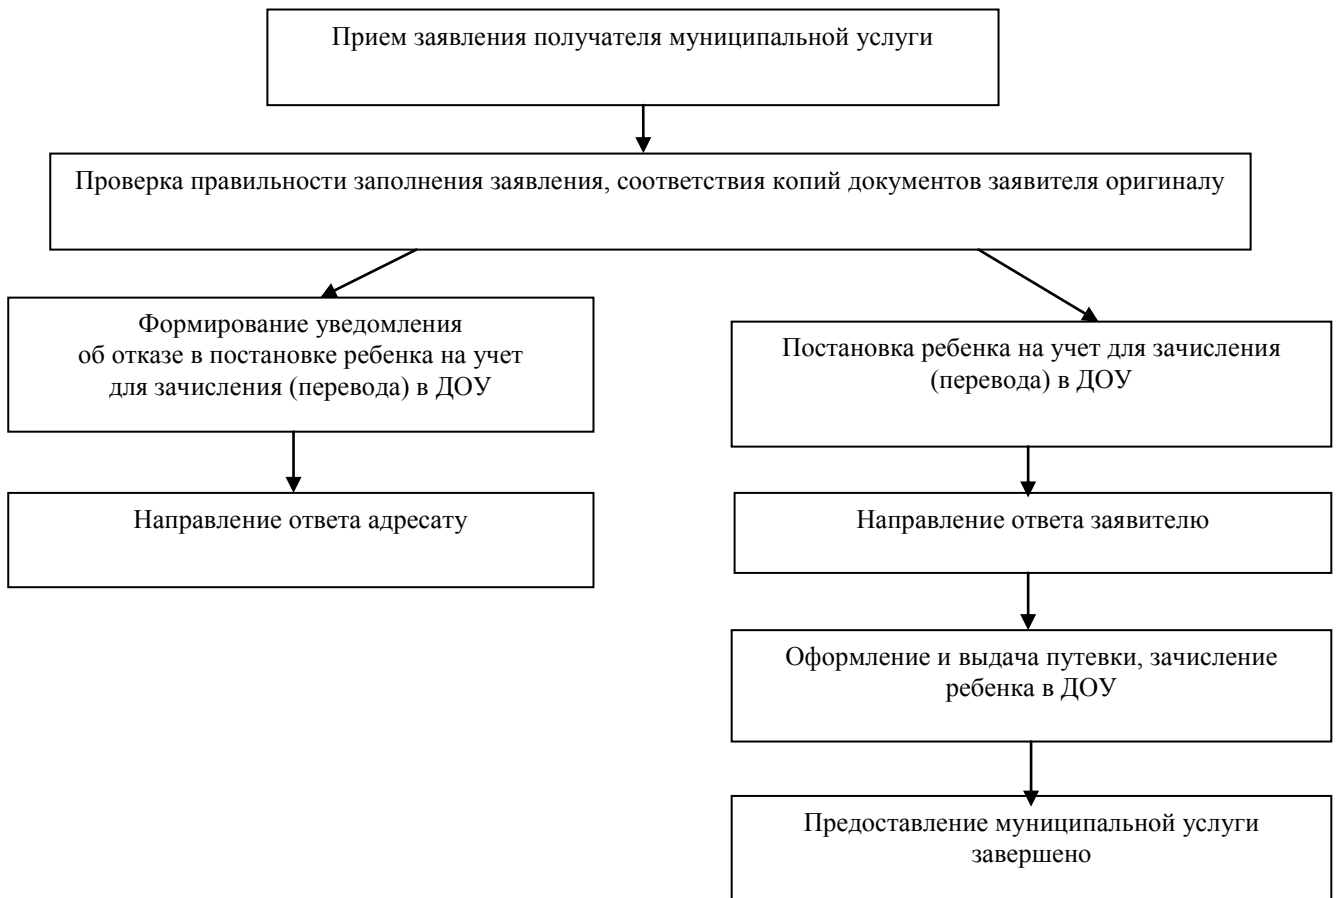 Прием заявления получателя муниципальной услуги
Проверка правильности заполнения заявления, соответствия копий документов заявителя оригиналу
Формирование уведомления
об отказе в постановке ребенка на учет
для зачисления (перевода) в ДОУ
Направление ответа адресату
Постановка ребенка на учет для зачисления
(перевода) в ДОУ
Направление ответа заявителю
Оформление и выдача путевки, зачисление
ребенка в ДОУ
Предоставление муниципальной услуги
завершено